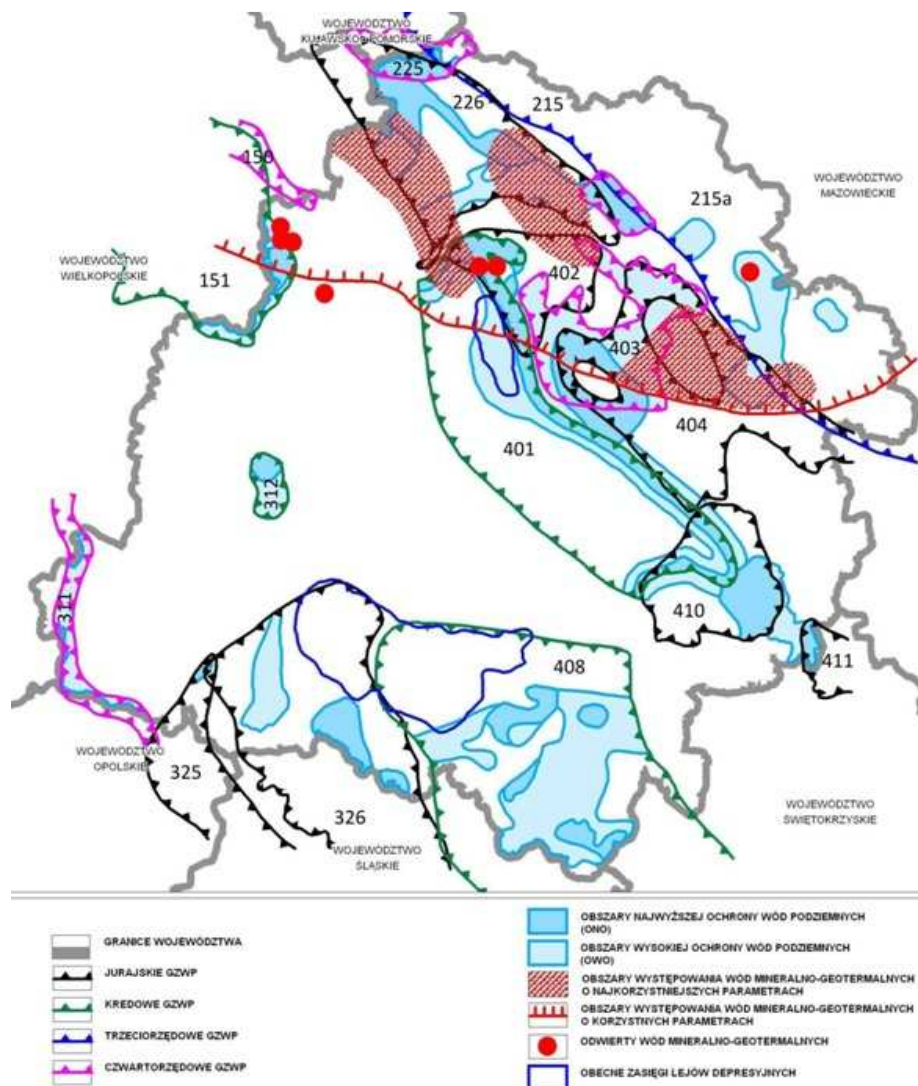 WOJEWÓDZTWO
KUJAWSKO-POMORSKIE
225
226
215
150
215a
WOJEWÓDZTWO
MAZOWIECKIE
WOJEWÓDZTWO
WIELKOPOLSKIE
151
402
403
404
401
312
311
410
411
408
WOJEWÓDZTWO
OPOLSKIE
325
326
WOJEWÓDZTWO
ŚLĄSKIE
WOJEWÓDZTWO
ŚWIĘTOKRZYSKIE
GRANICE WOJEWÓDZTWA
JURAJSKIE GZWP
KREDOWE GZWP
TRZECIORZĘDOWE GZWP
CZWARTORZĘDOWE GZWP
OBSZARY NAJWYŻSZEJ OCHRONY WÓD PODZIEMNYCH
(ONO)
OBSZARY WYSOKIEJ OCHRONY WÓD PODZIEMNYCH
(OWO)
OBSZARY WYSTĘPOWANIA WÓD MINERALNO-GEOTERMALNYCH
O NAJKORZYSTNIEJSZYCH PARAMETRACH
OBSZARY WYSTĘPOWANIA WÓD MINERALNO-GEOTERMALNYCH
O KORZYSTNYCH PARAMETRACH
ODWIERTY WÓD MINERALNO-GEOTERMALNYCH
OBECNE ZASIĘGI LEJÓW DEPRESYJNYCH